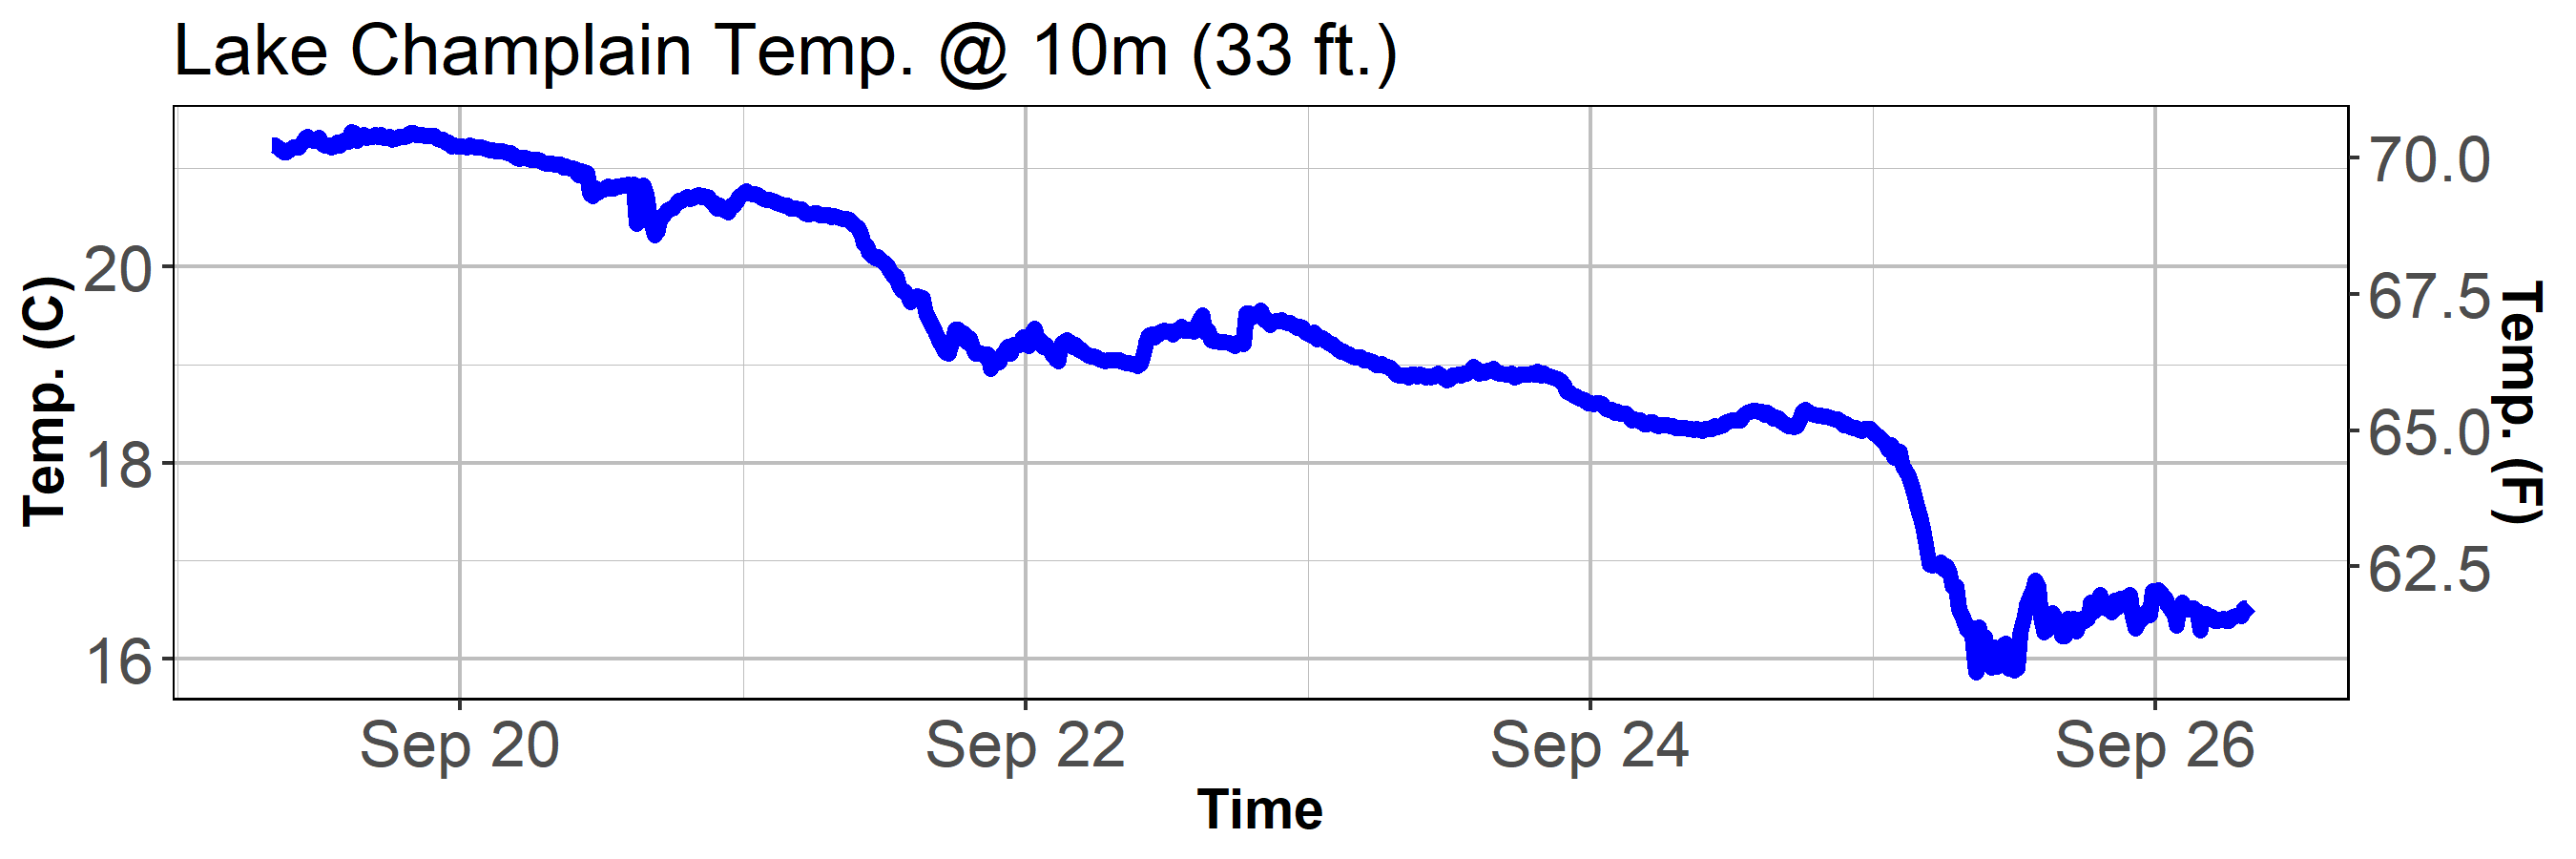 Lake Champlain Temp. @ 10m (33 ft.)
Temp. (C)
20
18
16
70.0
67.5
65.0
62.5
Temp. (F)
Sep 20
Sep 22
Sep 24
Sep 26
Time